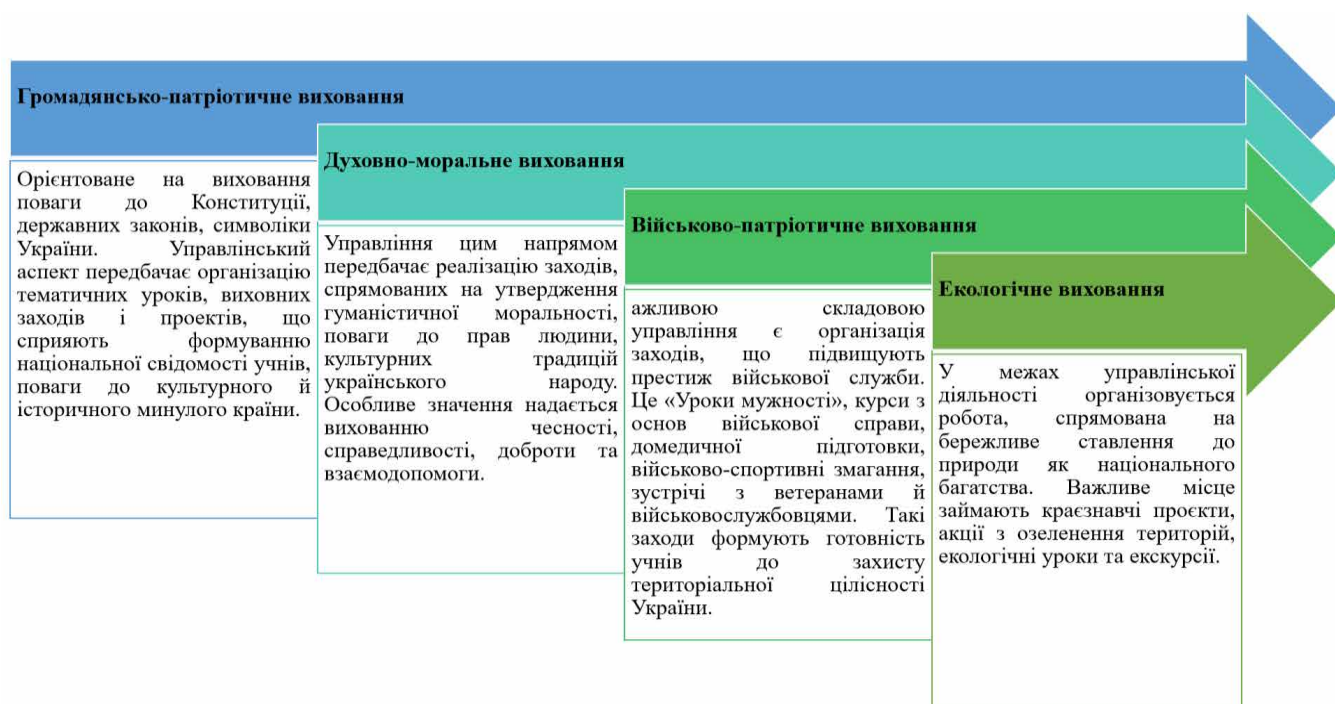 Громадянсько-патріотичне виховання
Орієнтоване на виховання
поваги до Конституції,
державних законів, символіки
України. Управлінський
аспект передбачає організацію
тематичних уроків, виховних
заходів і проектів, що
сприяють формуванню
національної свідомості учнів,
поваги до культурного й
історичного минулого країни.
Духовно-моральне виховання
Управління цим напрямом
передбачає реалізацію заходів,
спрямованих на утвердження
гуманістичної моральності,
поваги до прав людини,
культурних традицій
українського народу.
Особливе значення надається
вихованню чесності,
справедливості, доброти та
взаємодопомоги.
Військово-патріотичне виховання
ажливою складовою
управління є організація
заходів, що підвищують
престиж військової служби.
Це «Уроки мужності», курси з
основ військової справи,
домедичної підготовки,
військово-спортивні змагання,
зустрічі з ветеранами й
військовослужбовцями. Такі
заходи формують готовність
учнів до захисту
територіальної цілісності
України.
Екологічне виховання
У межах управлінської
діяльності організовується
робота, спрямована на
бережливе ставлення до
природи як національного
багатства. Важливе місце
займають краєзнавчі проєкти,
акції з озеленення територій,
екологічні уроки та екскурсії.